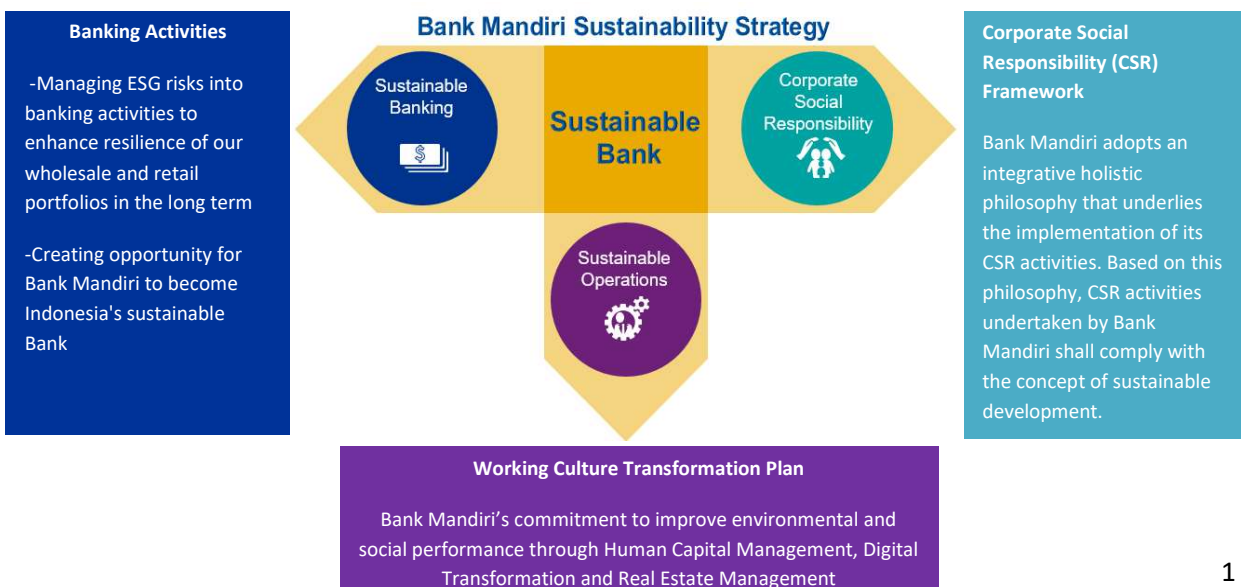 Bank Mandiri Sustainability Strategy
Banking Activities
-Managing ESG risks into
banking activities to
enhance resilience of our
wholesale and retail
portfolios in the long term
-Creating opportunity for
Bank Mandiri to become
Indonesia's sustainable
Bank
Sustainable
Banking
$
Sustainable
Bank
Corporate
Social
Responsibility
Sustainable
Operations
Corporate Social
Responsibility (CSR)
Framework
Bank Mandiri adopts an
integrative holistic
philosophy that underlies
the implementation of its
CSR activities. Based on this
philosophy, CSR activities
undertaken by Bank
Mandiri shall comply with
the concept of sustainable
development.
Working Culture Transformation Plan
Bank Mandiri’s commitment to improve environmental and
social performance through Human Capital Management, Digital
Transformation and Real Estate Management
1